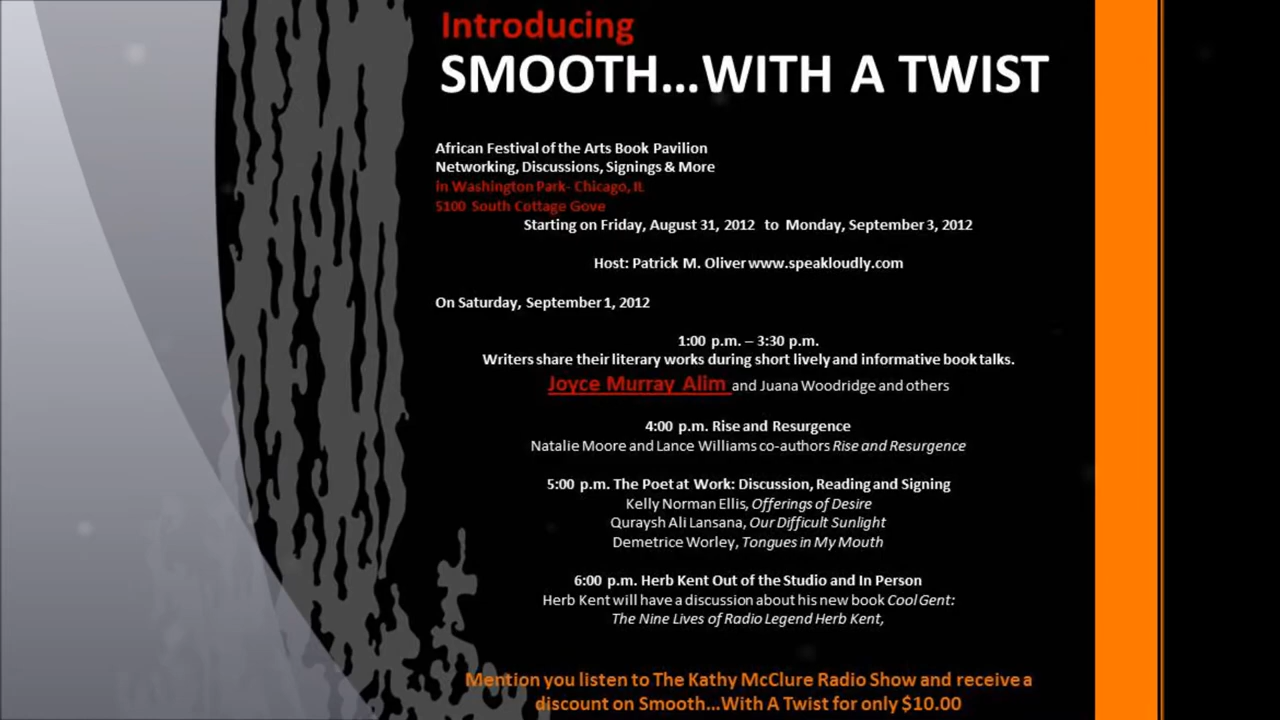 Introducing
SMOOTH...WITH A TWIST
African Festival of the Arts Book Pavilion
Networking, Discussions, Signings & More
in Washington Park- Chicago, IL
5100 South Cottage Gove
Starting on Friday, August 31, 2012 to Monday, September 3, 2012
Host: Patrick M. Oliver www.speakloudly.com
On Saturday, September 1, 2012
1:00 p.m. – 3:30 p.m.
Writers share their literary works during short lively and informative book talks.
Joyce Murray Alim and Juana Woodridge and others
4:00 p.m. Rise and Resurgence
Natalie Moore and Lance Williams co-authors Rise and Resurgence
5:00 p.m. The Poet at Work: Discussion, Reading and Signing
Kelly Norman Ellis, Offerings of Desire
Quraysh Ali Lansana, Our Difficult Sunlight
Demetrice Worley, Tongues in My Mouth
6:00 p.m. Herb Kent Out of the Studio and In Person
Herb Kent will have a discussion about his new book Cool Gent:
The Nine Lives of Radio Legend Herb Kent,
Mention you listen to The Kathy McClure Radio Show and receive a
discount on Smooth...With A Twist for only $10.00